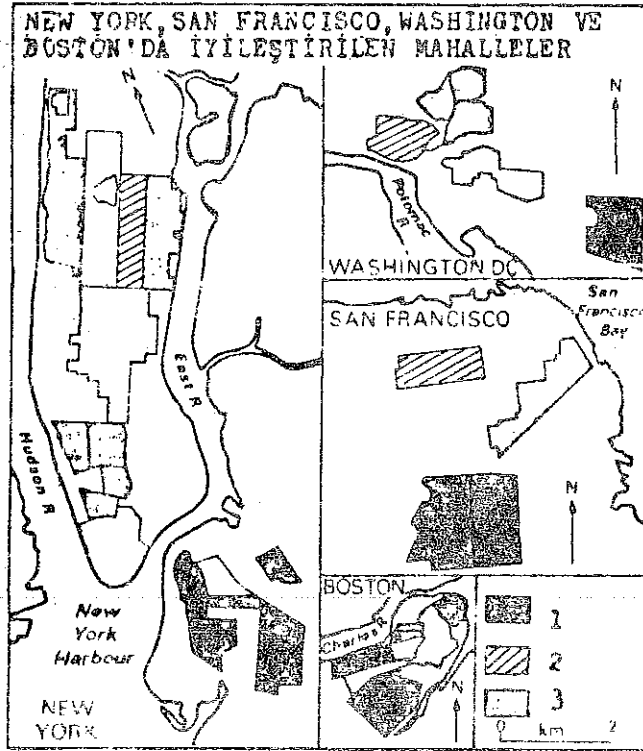 NEW YORK, SAN FRANCISCO, WASHINGTON VE
BOSTON'DA İYİLEŞTİRİLEN MAHALLELER
N
Hudson R
East R
New
York
Harbour
NEW
YORK
N
Potomac
R
WASHINGTON DC
SAN FRANCISCO
San
Francisco
Bay
N
BOSTON
Charles R
N
1
2
3
0 km 2